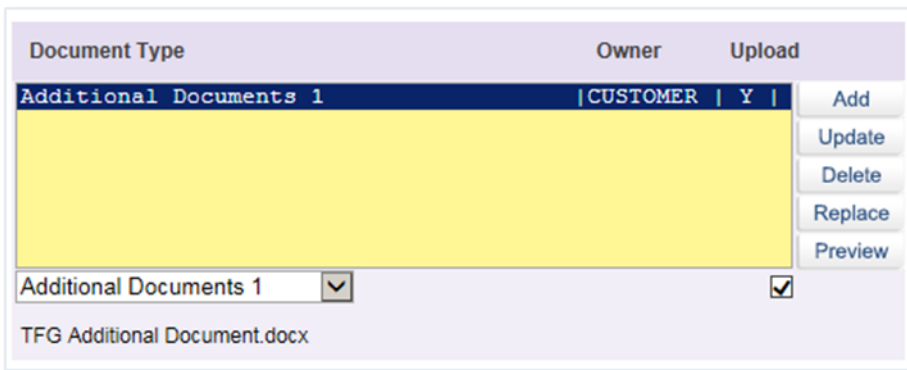 Document Type Owner Upload
Additional Documents 1 |CUSTOMER | Y |
Add
Update
Delete
Replace
Preview
Additional Documents 1
TFG Additional Document.docx